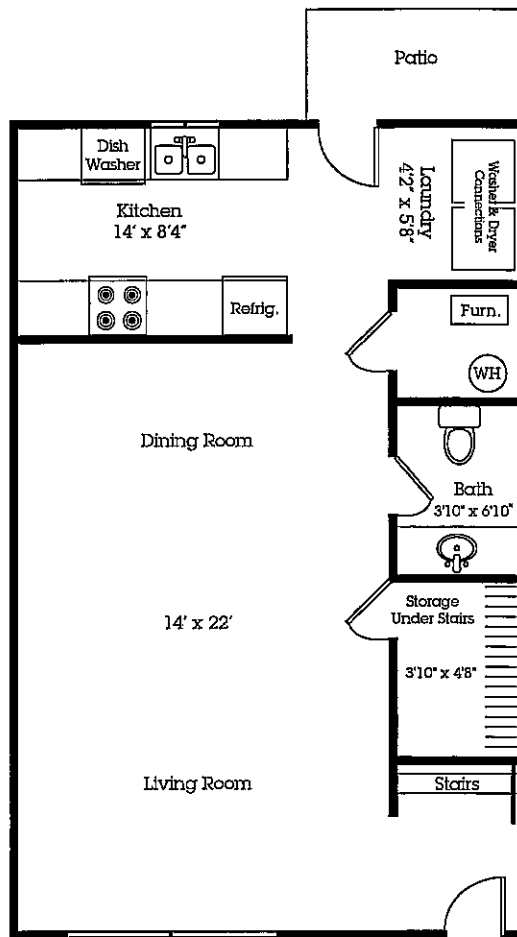 Patio
Dish
Washer
Kitchen
14' x 8'4"
Laundry
4'2" x 5'8"
Washer & Dryer
Connections
Refrig.
Furn.
WH
Dining Room
Bath
3'10" x 6'10"
Storage
Under Stairs
14' x 22'
3'10" x 4'8"
Living Room
Stairs